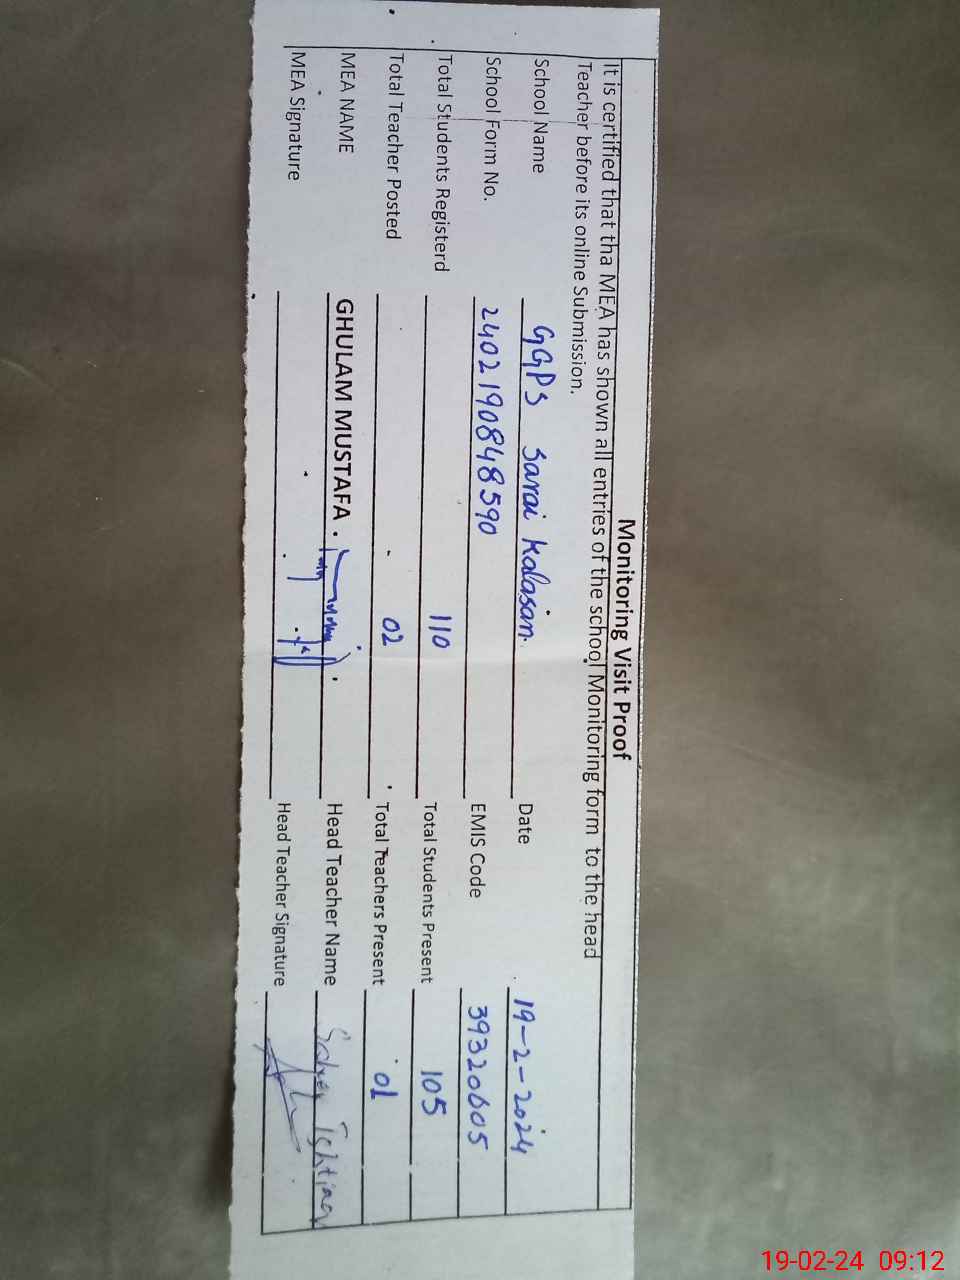 Monitoring Visit Proof
It is certified that tha MEA has shown all entries of the school Monitoring form to the head
Teacher before its online Submission.
School Name GGPS Sarai Kalasan Date 19-2-2024
School Form No. 2402190848590 EMIS Code 39320605
Total Students Registerd 110 Total Students Present 105
Total Teacher Posted 02 Total Teachers Present 01
MEA NAME GHULAM MUSTAFA Head Teacher Name Ishtiaq
MEA Signature Head Teacher Signature
19-02-24 09:12